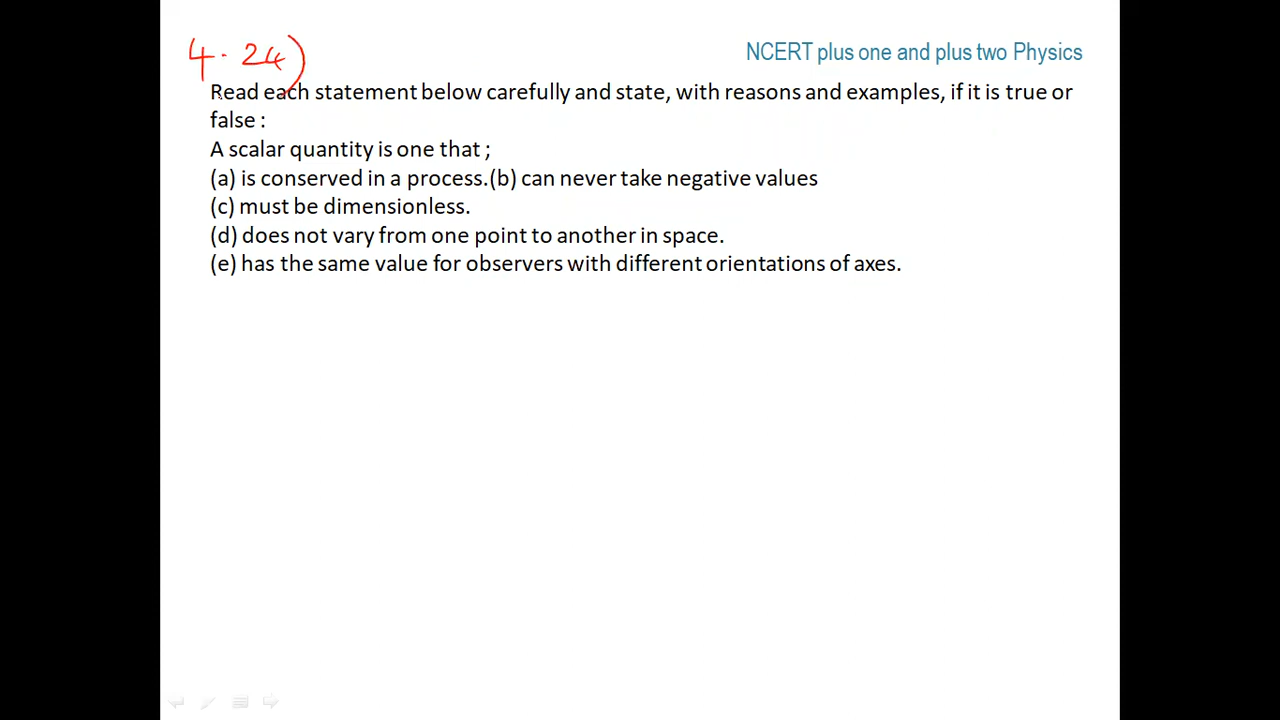 4.24)
NCERT plus one and plus two Physics
Read each statement below carefully and state, with reasons and examples, if it is true or
false :
A scalar quantity is one that ;
(a) is conserved in a process.(b) can never take negative values
(c) must be dimensionless.
(d) does not vary from one point to another in space.
(e) has the same value for observers with different orientations of axes.